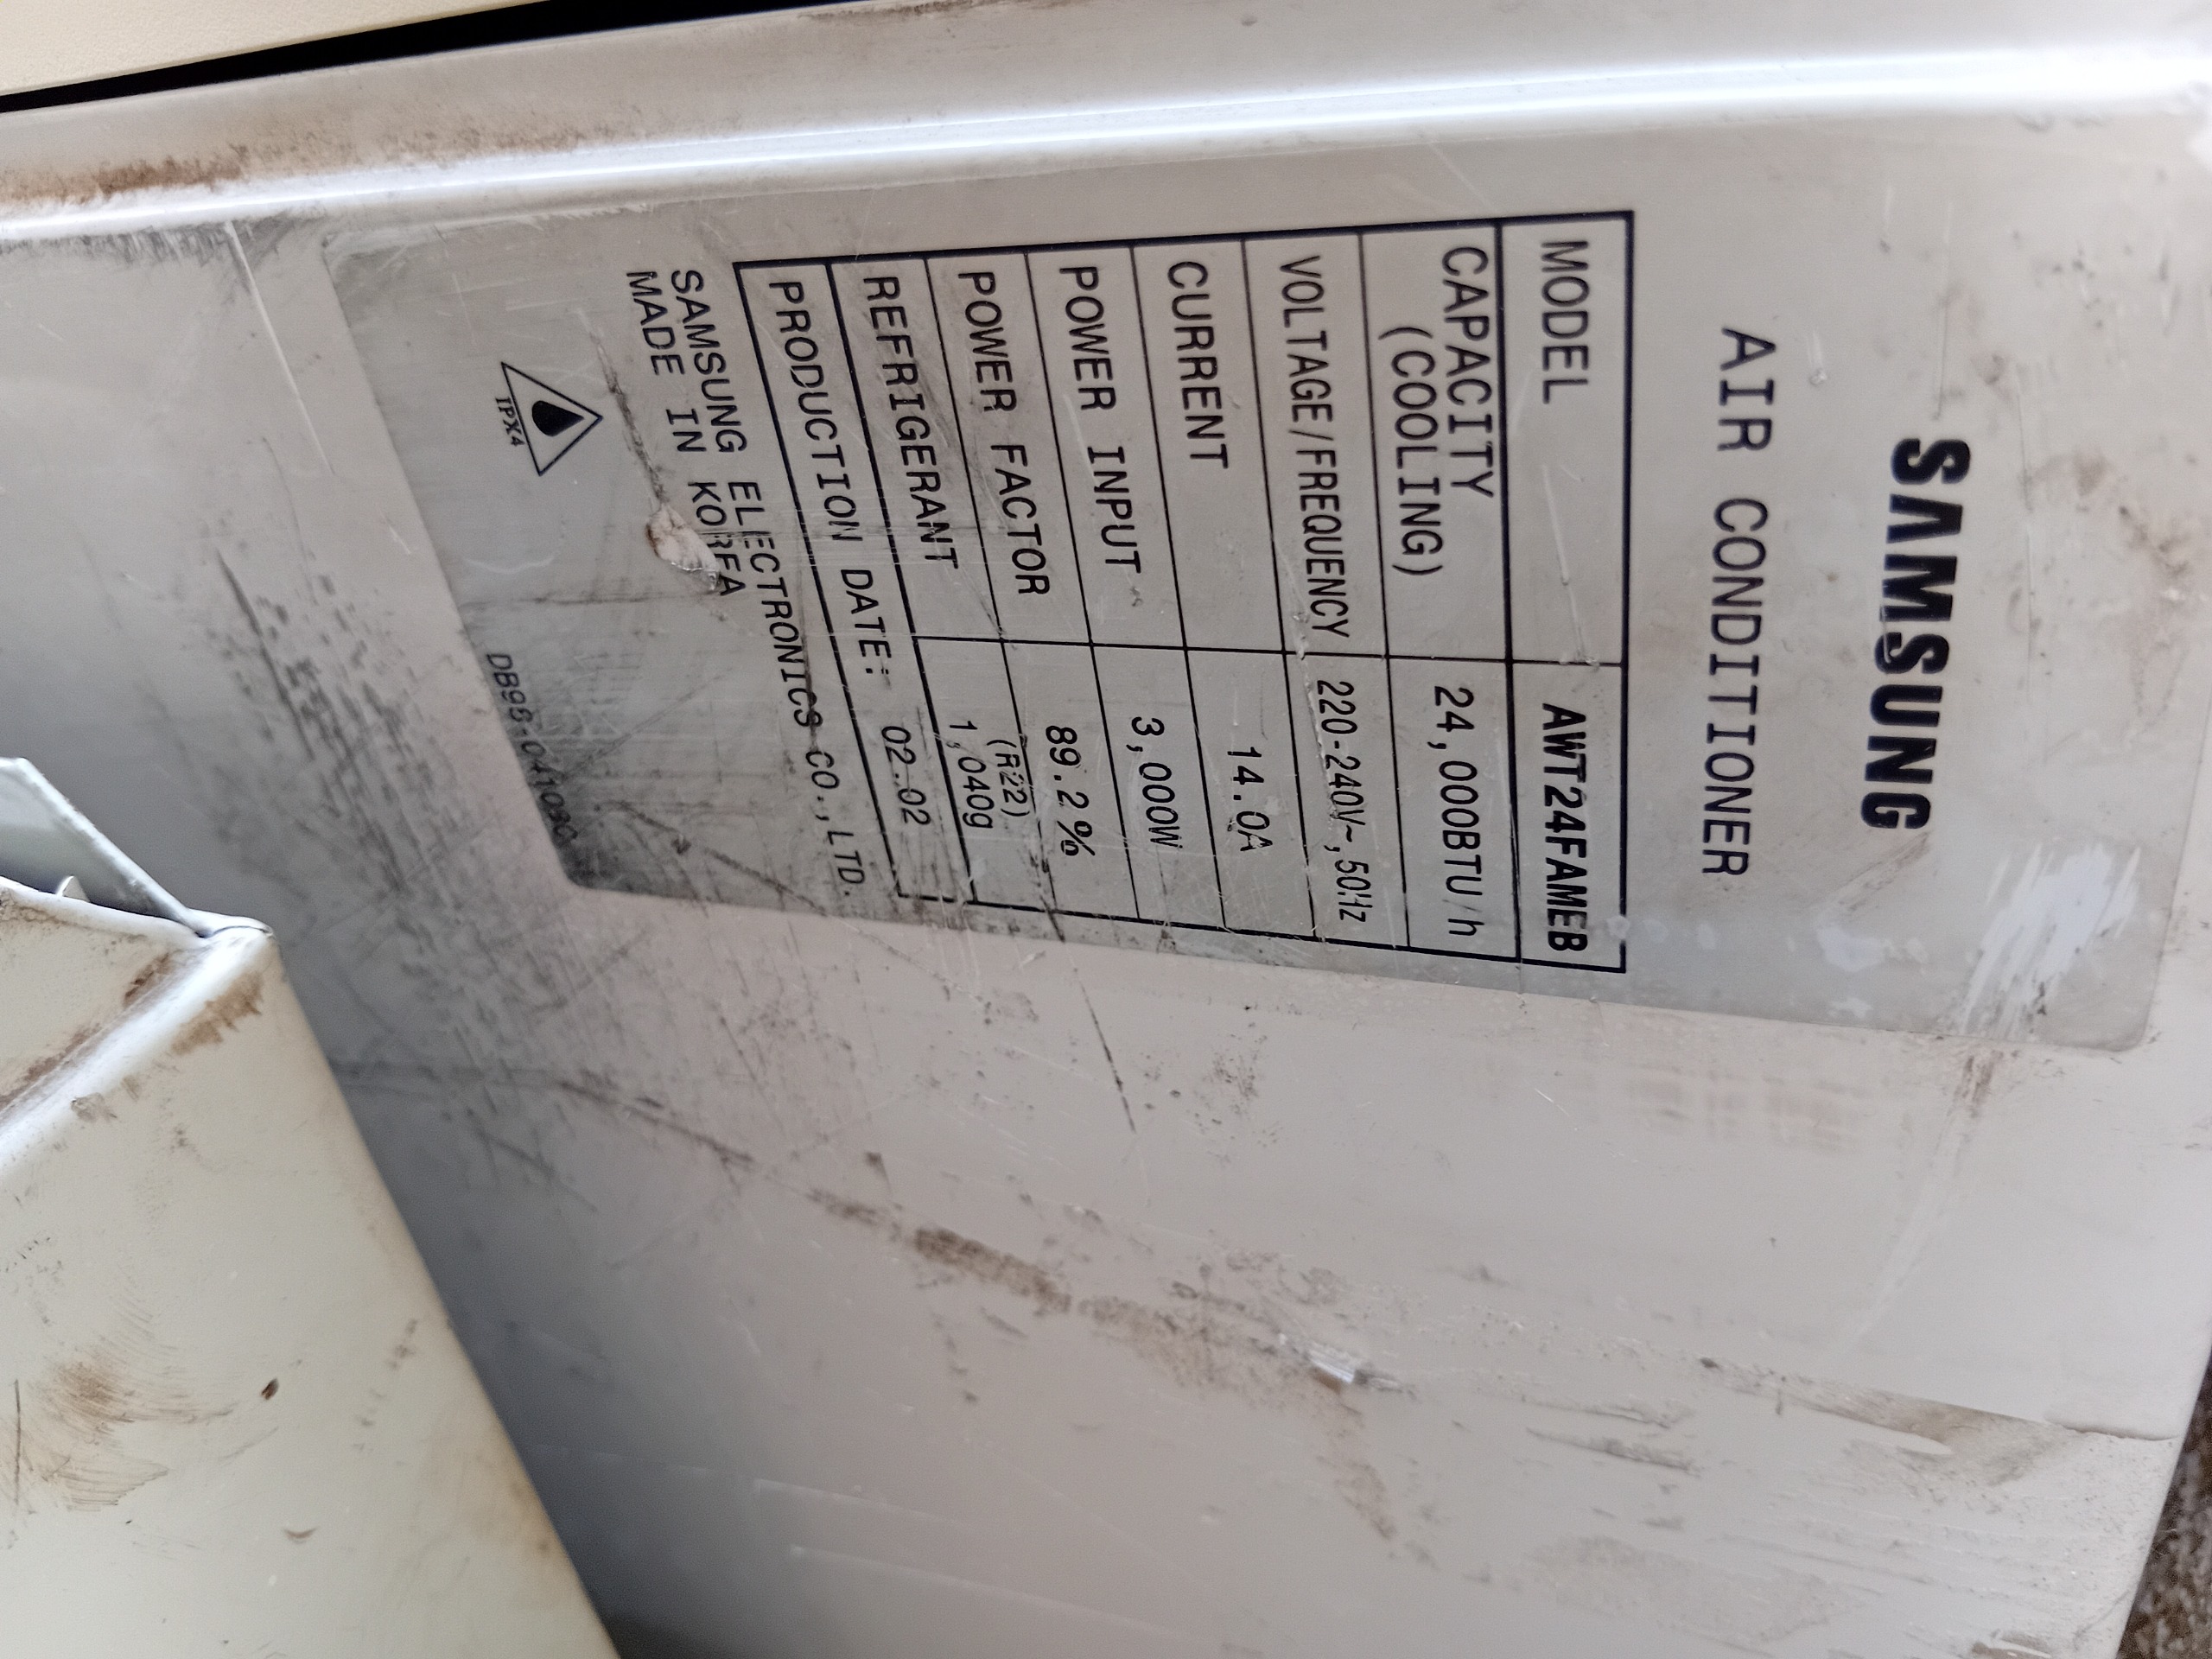 SAMSUNG
AIR CONDITIONER
MODEL AWT24FAMEB
CAPACITY (COOLING) 24,000BTU/h
VOLTAGE/FREQUENCY 220-240V~,50Hz
CURRENT 14.0A
POWER INPUT 3,000W
POWER FACTOR 89.2%
REFRIGERANT (R22) 1,040g
PRODUCTION DATE: 02.02
SAMSUNG ELECTRONICS CO.,LTD.
MADE IN KOREA
IPX4